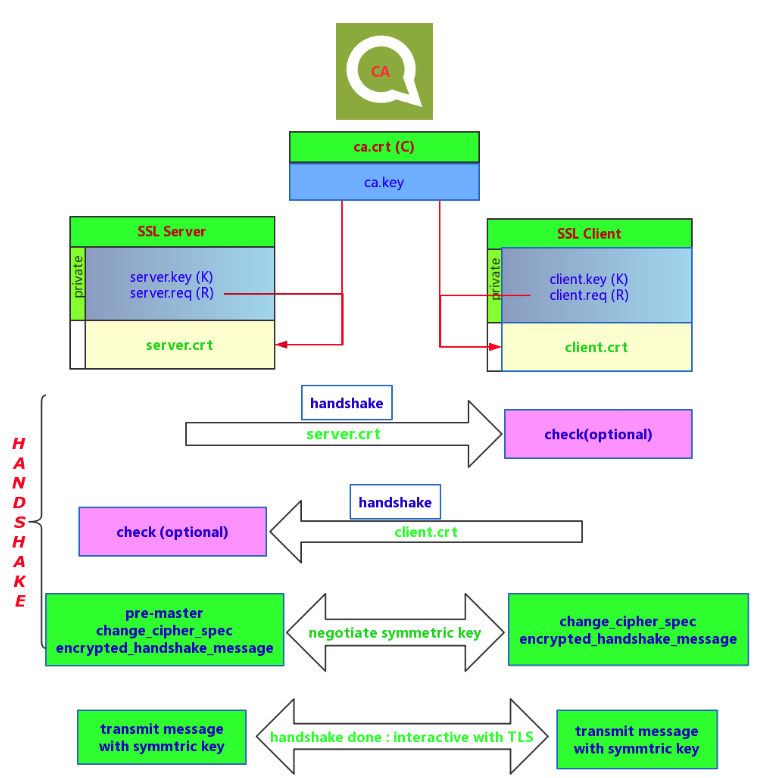 CA
ca.crt (C)
ca.key
SSL Server
private
server.key (K)
server.req (R)
server.crt
SSL Client
private
client.key (K)
client.req (R)
client.crt
HANDSHAKE
handshake
server.crt
check(optional)
handshake
client.crt
check (optional)
pre-master
change_cipher_spec
encrypted_handshake_message
negotiate symmetric key
change_cipher_spec
encrypted_handshake_message
transmit message
with symmtric key
handshake done : interactive with TLS
transmit message
with symmtric key